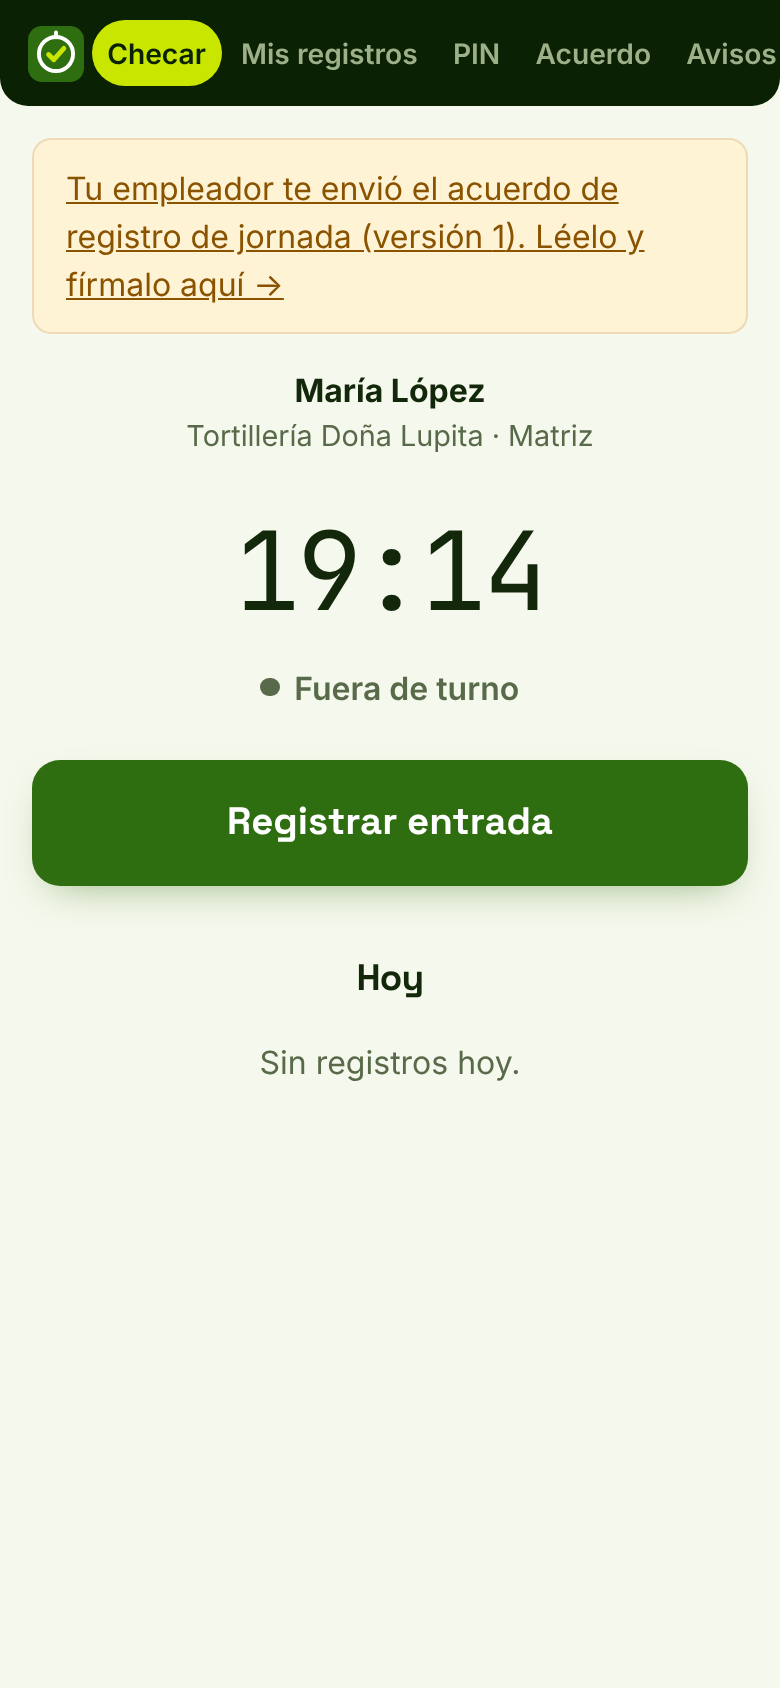 Checar Mis registros PIN Acuerdo Avisos
Tu empleador te envió el acuerdo de
registro de jornada (versión 1). Léelo y
fírmalo aquí →
María López
Tortillería Doña Lupita · Matriz
19:14
Fuera de turno
Registrar entrada
Hoy
Sin registros hoy.